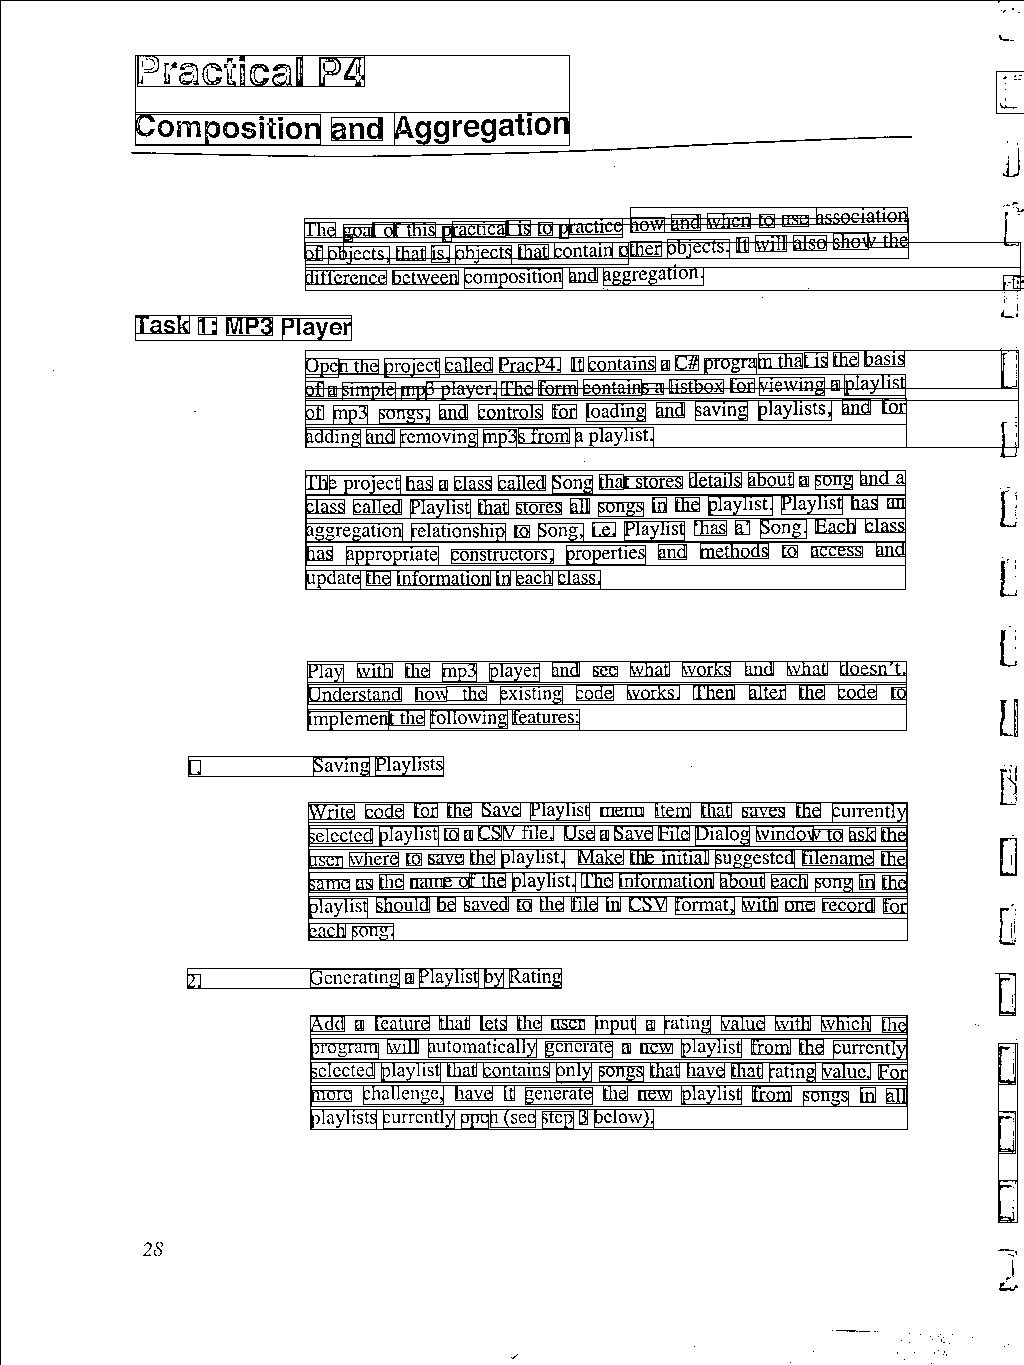 Practical P4
Composition and Aggregation
The goal of this practical is to practice how and when to use association
of objects, that is, objects that contain other objects. It will also show the
difference between composition and aggregation.
Task 1: MP3 Player
Open the project called PracP4. It contains a C# program that is the basis
of a simple mp3 player. The form contains a listbox for viewing a playlist
of mp3 songs, and controls for loading and saving playlists, and for
adding and removing mp3s from a playlist.
The project has a class called Song that stores details about a song and a
class called Playlist that stores all songs in the playlist. Playlist has an
aggregation relationship to Song, i.e. Playlist 'has a' Song. Each class
has appropriate constructors, properties and methods to access and
update the information in each class.
Play with the mp3 player and see what works and what doesn't.
Understand how the existing code works. Then alter the code to
implement the following features:
Saving Playlists
Write code for the Save Playlist menu item that saves the currently
selected playlist to a CSV file. Use a Save File Dialog window to ask the
user where to save the playlist. Make the initial suggested filename the
same as the name of the playlist. The information about each song in the
playlist should be saved to the file in CSV format, with one record for
each song.
2. Generating a Playlist by Rating
Add a feature that lets the user input a rating value with which the
program will automatically generate a new playlist from the currently
selected playlist that contains only songs that have that rating value. For
more challenge, have it generate the new playlist from songs in all
playlists currently open (see step 3 below).
28